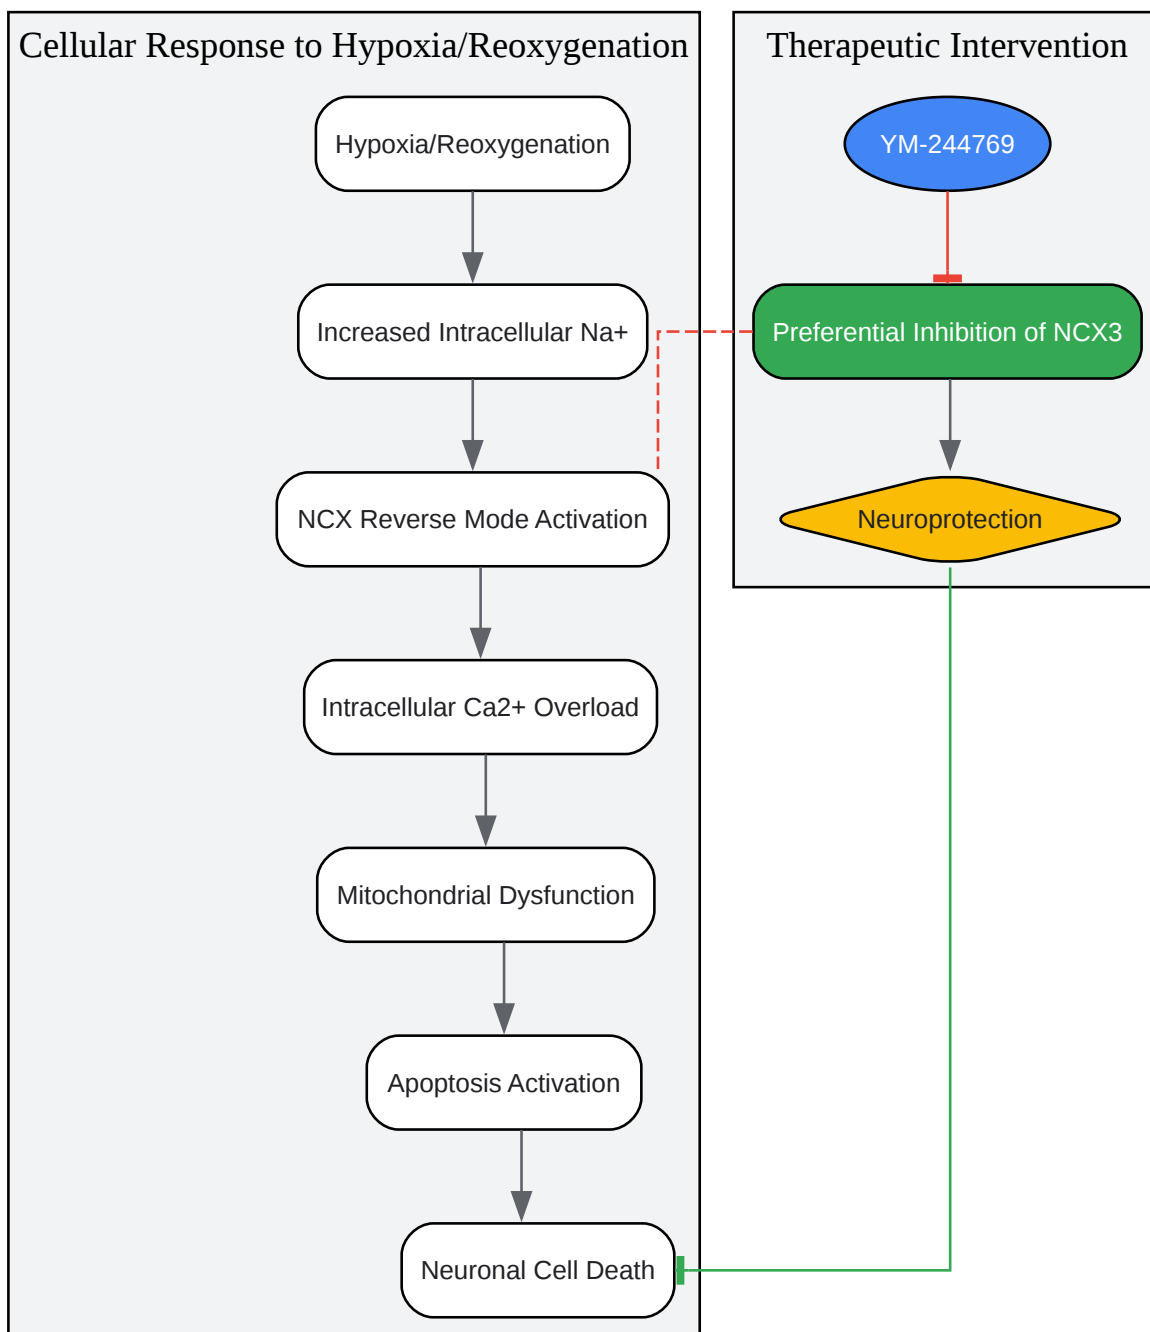 Cellular Response to Hypoxia/Reoxygenation
Hypoxia/Reoxygenation
Increased Intracellular Na+
NCX Reverse Mode Activation
Intracellular Ca2+ Overload
Mitochondrial Dysfunction
Apoptosis Activation
Neuronal Cell Death
Therapeutic Intervention
YM-244769
Preferential Inhibition of NCX3
Neuroprotection